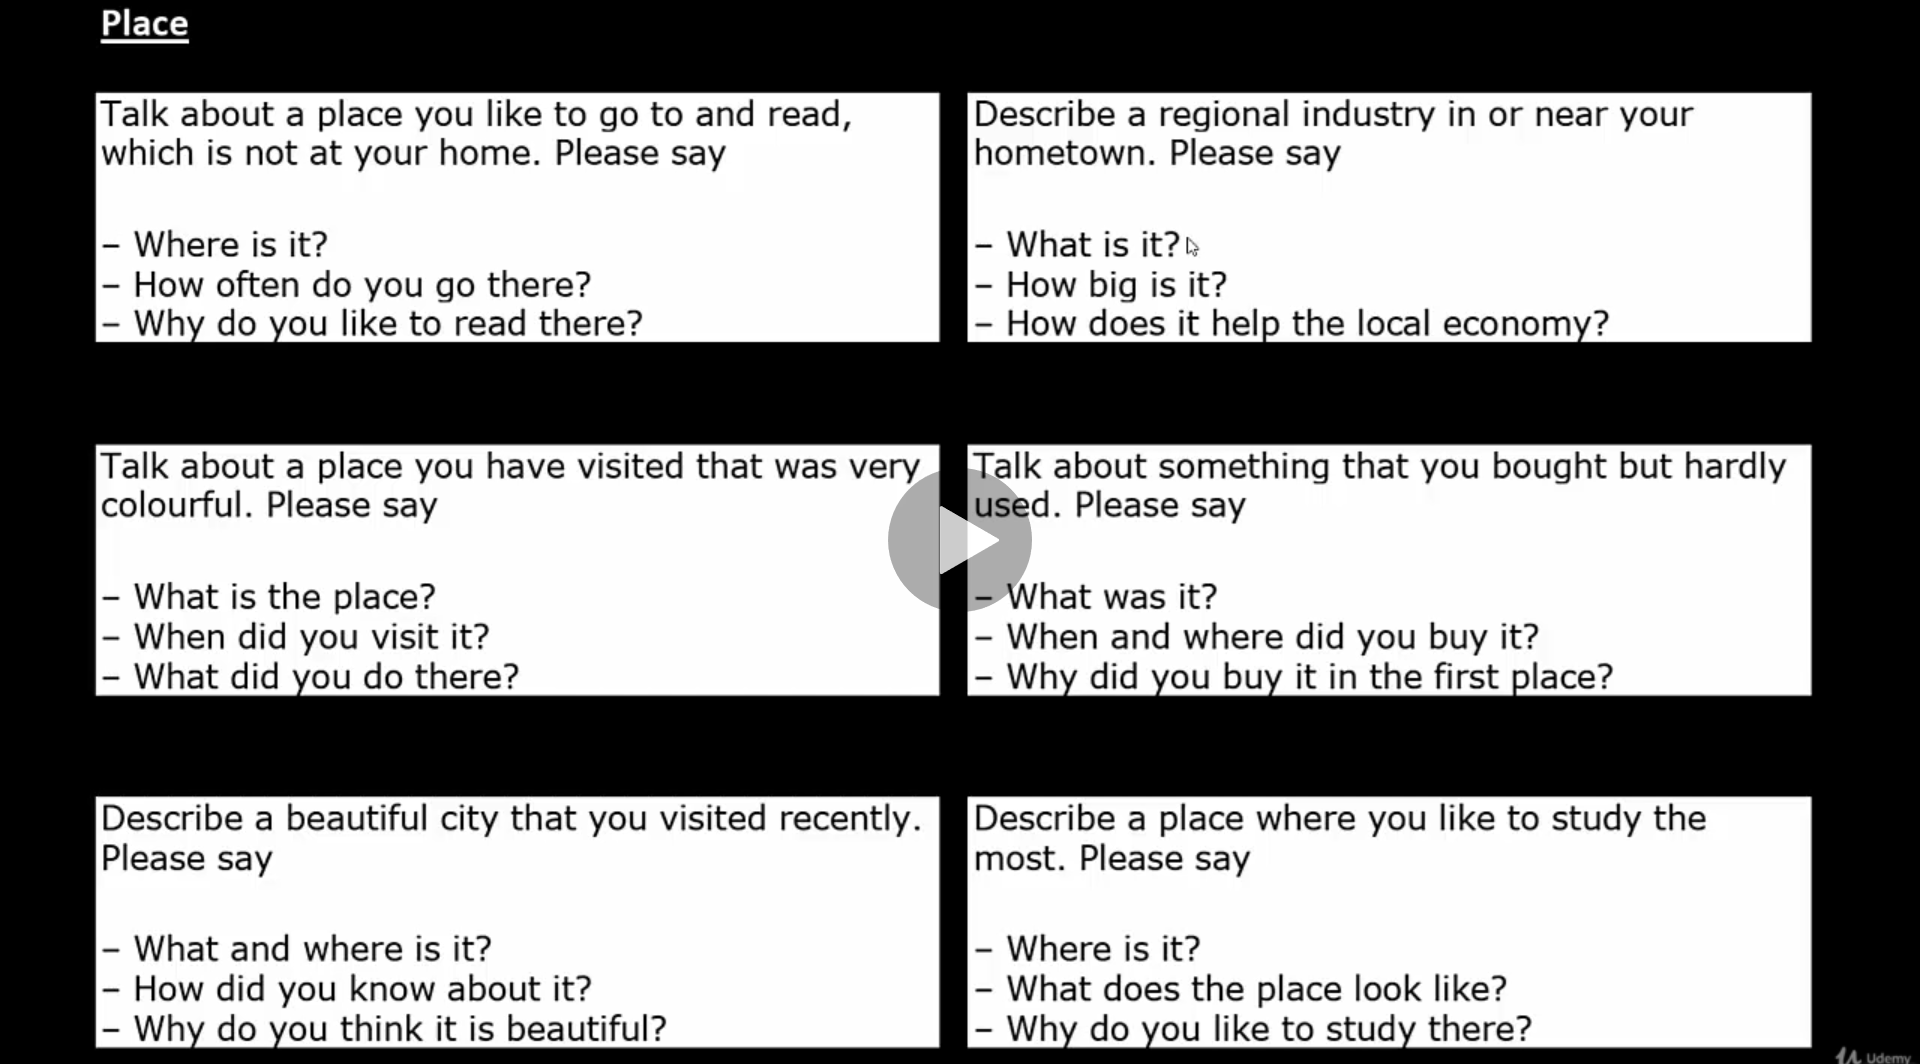 Place
Talk about a place you like to go to and read,
which is not at your home. Please say
– Where is it?
– How often do you go there?
– Why do you like to read there?
Describe a regional industry in or near your
hometown. Please say
– What is it?
– How big is it?
– How does it help the local economy?
Talk about a place you have visited that was very
colourful. Please say
– What is the place?
– When did you visit it?
– What did you do there?
Talk about something that you bought but hardly
used. Please say
– What was it?
– When and where did you buy it?
– Why did you buy it in the first place?
Describe a beautiful city that you visited recently.
Please say
– What and where is it?
– How did you know about it?
– Why do you think it is beautiful?
Describe a place where you like to study the
most. Please say
– Where is it?
– What does the place look like?
– Why do you like to study there?
Udemy